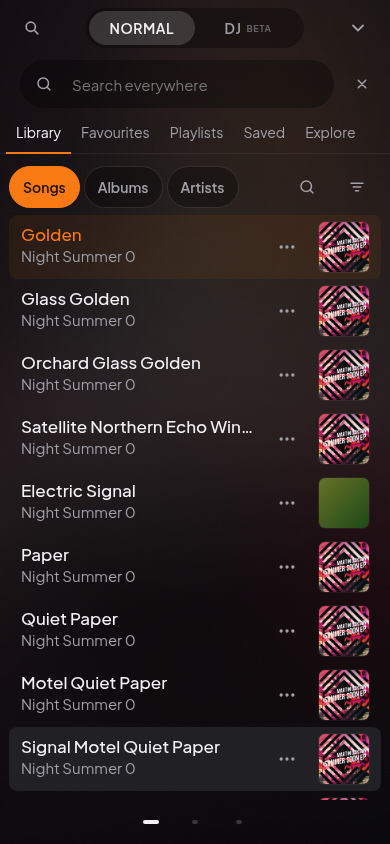 NORMAL
DJ BETA
Search everywhere
Library Favourites Playlists Saved Explore
Songs Albums Artists
Golden
Night Summer 0
Glass Golden
Night Summer 0
Orchard Glass Golden
Night Summer 0
Satellite Northern Echo Win...
Night Summer 0
Electric Signal
Night Summer 0
Paper
Night Summer 0
Quiet Paper
Night Summer 0
Motel Quiet Paper
Night Summer 0
Signal Motel Quiet Paper
Night Summer 0